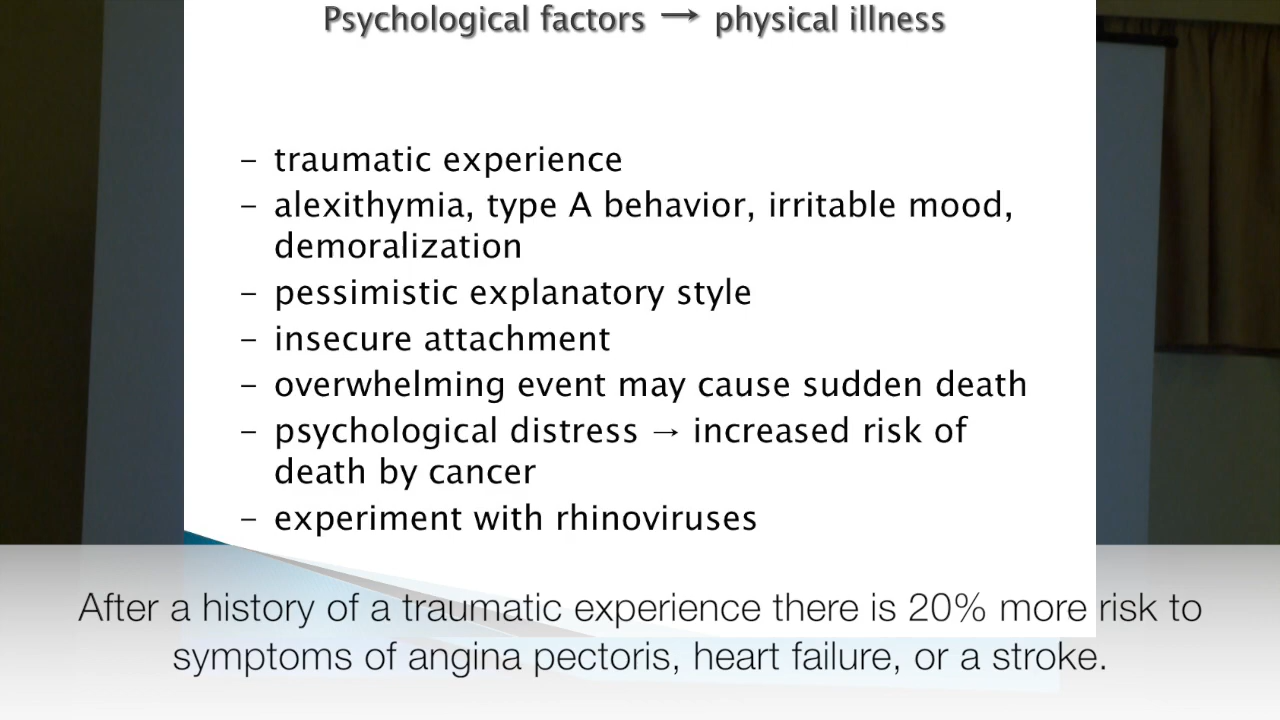 Psychological factors → physical illness
– traumatic experience
– alexithymia, type A behavior, irritable mood,
demoralization
– pessimistic explanatory style
– insecure attachment
– overwhelming event may cause sudden death
– psychological distress → increased risk of
death by cancer
– experiment with rhinoviruses
After a history of a traumatic experience there is 20% more risk to
symptoms of angina pectoris, heart failure, or a stroke.